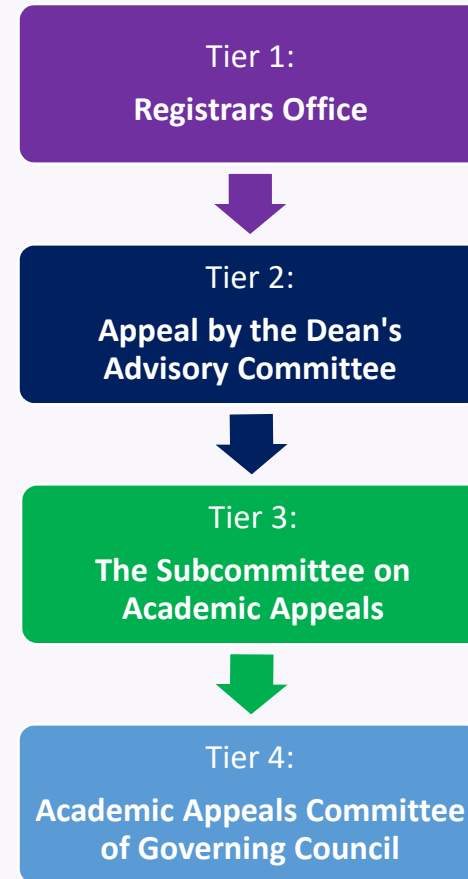 Tier 1:
Registrars Office
Tier 2:
Appeal by the Dean's
Advisory Committee
Tier 3:
The Subcommittee on
Academic Appeals
Tier 4:
Academic Appeals Committee
of Governing Council